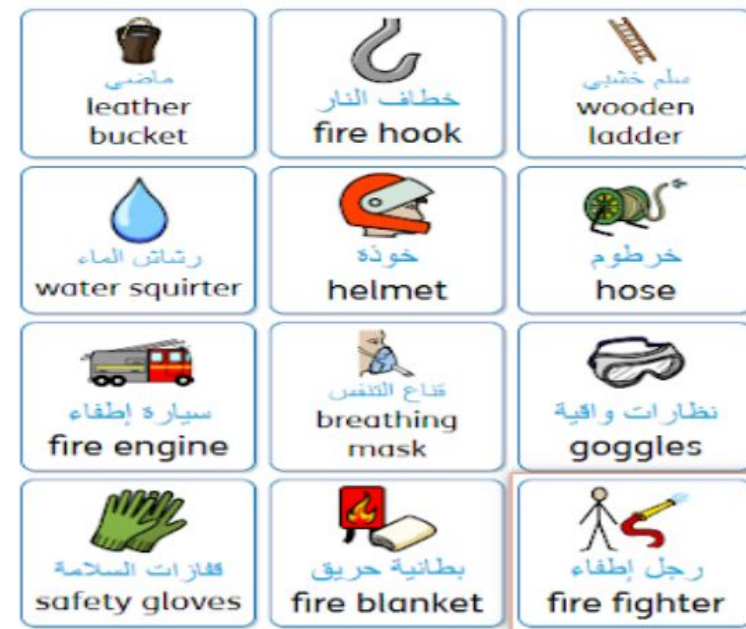 ماضي
leather
bucket
خطاف النار
fire hook
سلم خشبي
wooden
ladder
رشاش الماء
water squirter
خوذة
helmet
خرطوم
hose
سيارة إطفاء
fire engine
قناع التنفس
breathing
mask
نظارات واقية
goggles
قفازات السلامة
safety gloves
بطانية حريق
fire blanket
رجل إطفاء
fire fighter